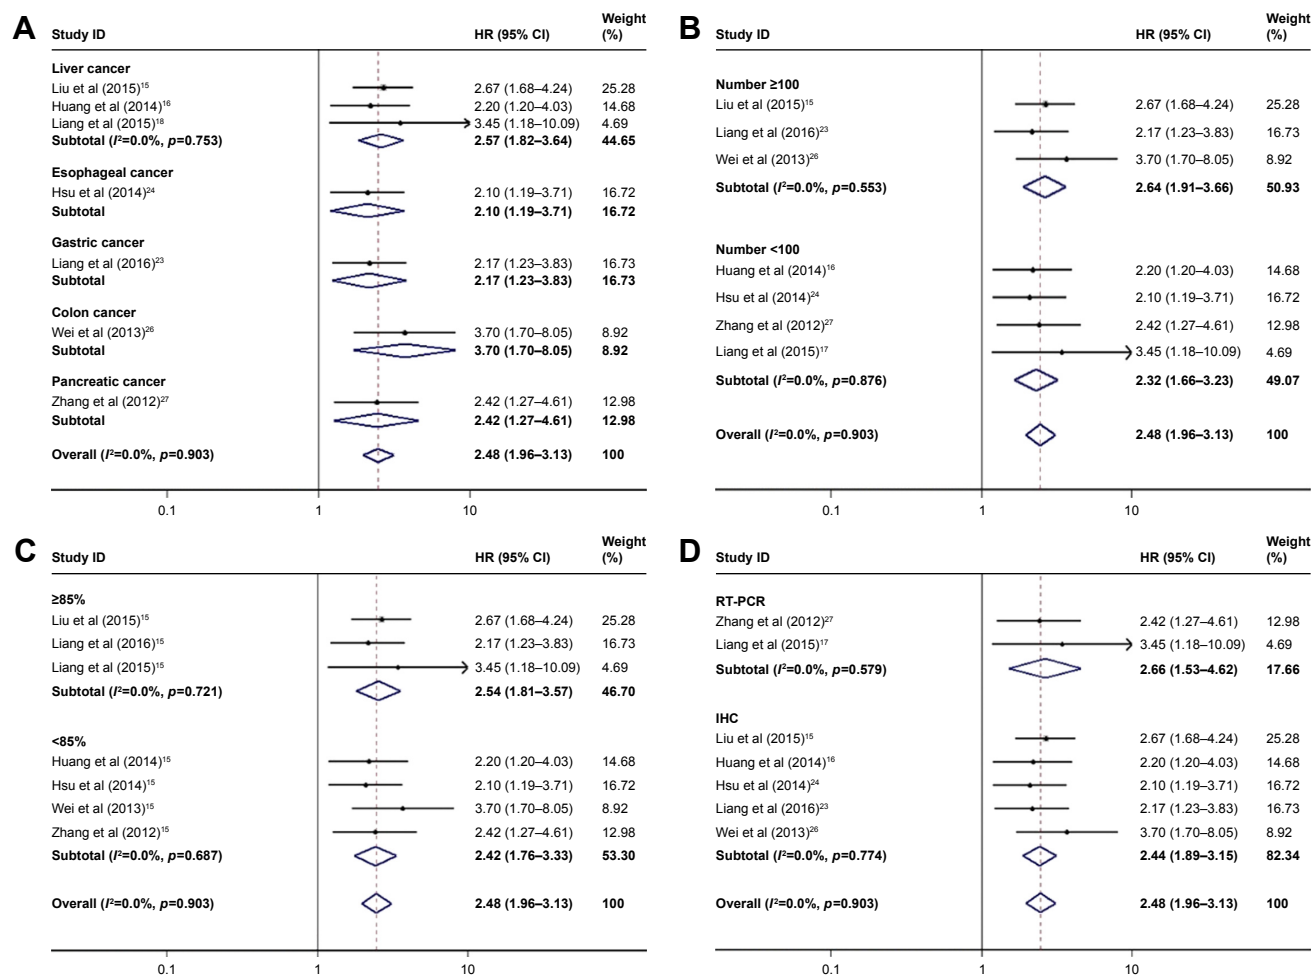 A
Study ID HR (95% CI) Weight (%)
Liver cancer
Liu et al (2015)15 2.67 (1.68–4.24) 25.28
Huang et al (2014)16 2.20 (1.20–4.03) 14.68
Liang et al (2015)18 3.45 (1.18–10.09) 4.69
Subtotal (I2=0.0%, p=0.753) 2.57 (1.82–3.64) 44.65
Esophageal cancer
Hsu et al (2014)24 2.10 (1.19–3.71) 16.72
Subtotal 2.10 (1.19–3.71) 16.72
Gastric cancer
Liang et al (2016)23 2.17 (1.23–3.83) 16.73
Subtotal 2.17 (1.23–3.83) 16.73
Colon cancer
Wei et al (2013)26 3.70 (1.70–8.05) 8.92
Subtotal 3.70 (1.70–8.05) 8.92
Pancreatic cancer
Zhang et al (2012)27 2.42 (1.27–4.61) 12.98
Subtotal 2.42 (1.27–4.61) 12.98
Overall (I2=0.0%, p=0.903) 2.48 (1.96–3.13) 100
0.1 1 10
B
Study ID HR (95% CI) Weight (%)
Number ≥100
Liu et al (2015)15 2.67 (1.68–4.24) 25.28
Liang et al (2016)23 2.17 (1.23–3.83) 16.73
Wei et al (2013)26 3.70 (1.70–8.05) 8.92
Subtotal (I2=0.0%, p=0.553) 2.64 (1.91–3.66) 50.93
Number <100
Huang et al (2014)16 2.20 (1.20–4.03) 14.68
Hsu et al (2014)24 2.10 (1.19–3.71) 16.72
Zhang et al (2012)27 2.42 (1.27–4.61) 12.98
Liang et al (2015)17 3.45 (1.18–10.09) 4.69
Subtotal (I2=0.0%, p=0.876) 2.32 (1.66–3.23) 49.07
Overall (I2=0.0%, p=0.903) 2.48 (1.96–3.13) 100
0.1 1 10
C
Study ID HR (95% CI) Weight (%)
≥85%
Liu et al (2015)15 2.67 (1.68–4.24) 25.28
Liang et al (2016)15 2.17 (1.23–3.83) 16.73
Liang et al (2015)15 3.45 (1.18–10.09) 4.69
Subtotal (I2=0.0%, p=0.721) 2.54 (1.81–3.57) 46.70
<85%
Huang et al (2014)15 2.20 (1.20–4.03) 14.68
Hsu et al (2014)15 2.10 (1.19–3.71) 16.72
Wei et al (2013)15 3.70 (1.70–8.05) 8.92
Zhang et al (2012)15 2.42 (1.27–4.61) 12.98
Subtotal (I2=0.0%, p=0.687) 2.42 (1.76–3.33) 53.30
Overall (I2=0.0%, p=0.903) 2.48 (1.96–3.13) 100
0.1 1 10
D
Study ID HR (95% CI) Weight (%)
RT-PCR
Zhang et al (2012)27 2.42 (1.27–4.61) 12.98
Liang et al (2015)17 3.45 (1.18–10.09) 4.69
Subtotal (I2=0.0%, p=0.579) 2.66 (1.53–4.62) 17.66
IHC
Liu et al (2015)15 2.67 (1.68–4.24) 25.28
Huang et al (2014)16 2.20 (1.20–4.03) 14.68
Hsu et al (2014)24 2.10 (1.19–3.71) 16.72
Liang et al (2016)23 2.17 (1.23–3.83) 16.73
Wei et al (2013)26 3.70 (1.70–8.05) 8.92
Subtotal (I2=0.0%, p=0.774) 2.44 (1.89–3.15) 82.34
Overall (I2=0.0%, p=0.903) 2.48 (1.96–3.13) 100
0.1 1 10